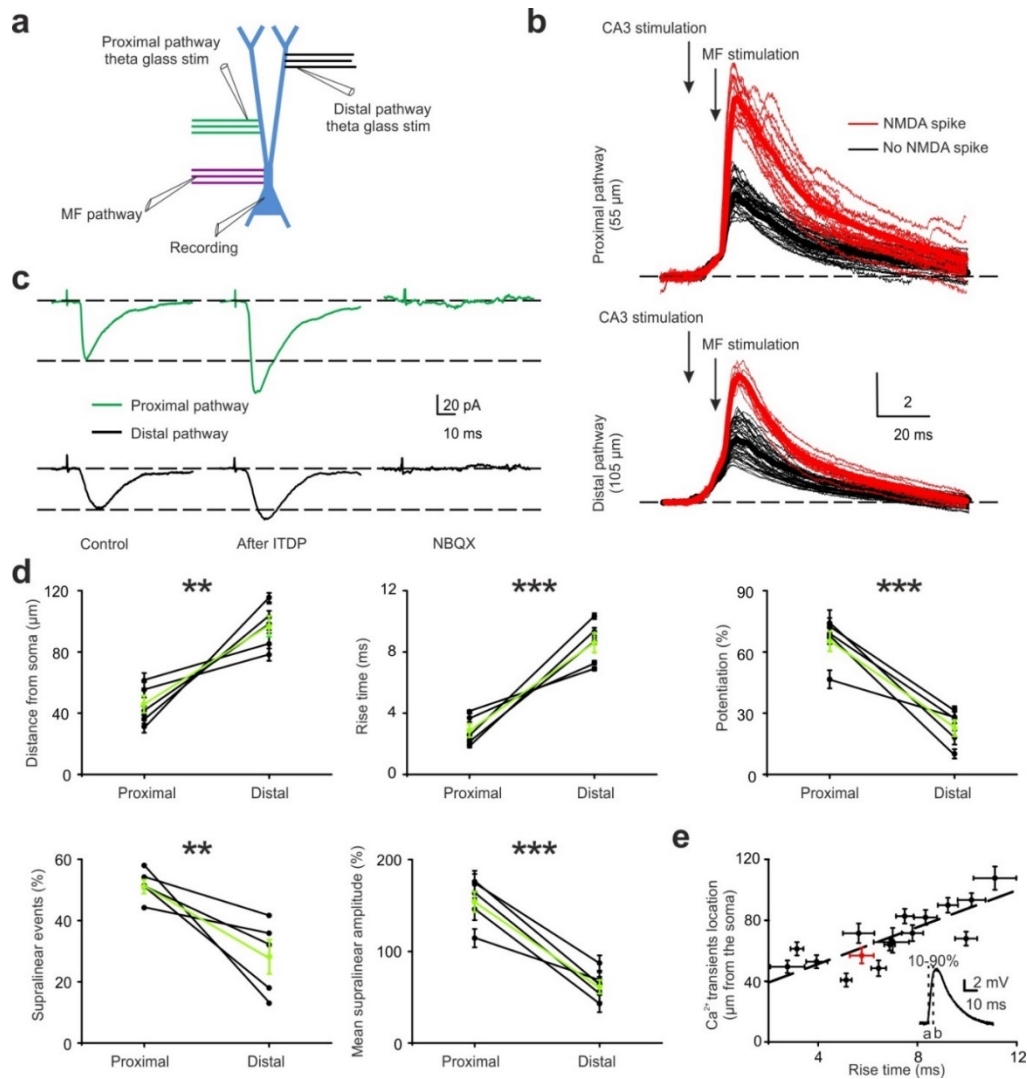 a
Proximal pathway
theta glass stim
Distal pathway
theta glass stim
MF pathway
Recording
b
CA3 stimulation
MF stimulation
NMDA spike
No NMDA spike
Proximal pathway
(55 µm)
CA3 stimulation
MF stimulation
Distal pathway
(105 µm)
2
20 ms
c
Proximal pathway
Distal pathway
20 pA
10 ms
Control
After ITDP
NBQX
d
**
Distance from soma (µm)
120
80
40
0
Proximal
Distal
***
Rise time (ms)
12
8
4
0
Proximal
Distal
***
Potentiation (%)
90
60
30
0
Proximal
Distal
**
Supralinear events (%)
60
40
20
0
Proximal
Distal
***
Mean supralinear amplitude (%)
200
100
0
Proximal
Distal
e
Ca²⁺ transients location
(µm from the soma)
120
80
40
0
10-90%
2 mV
10 ms
a b
4
8
12
Rise time (ms)